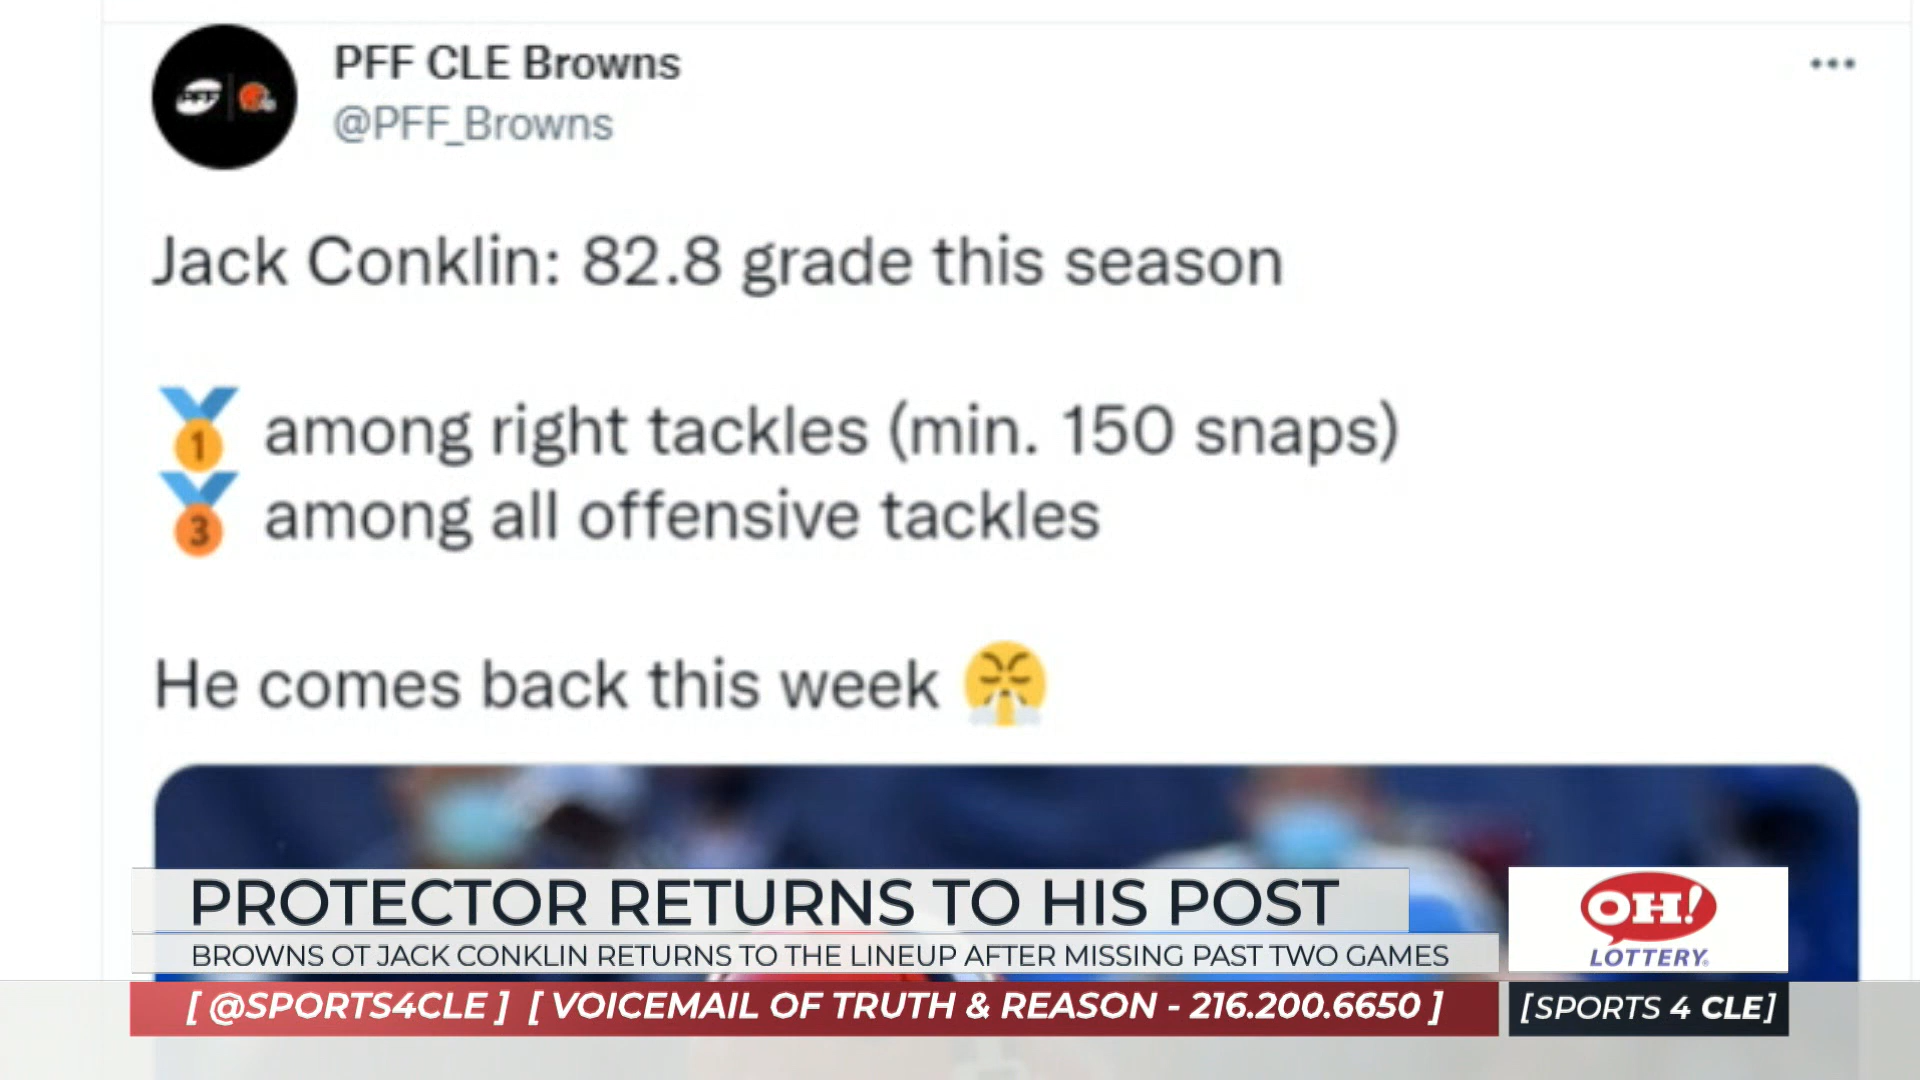 PFF CLE Browns
@PFF_Browns
PFF
Jack Conklin: 82.8 grade this season
1 among right tackles (min. 150 snaps)
3 among all offensive tackles
He comes back this week
PROTECTOR RETURNS TO HIS POST
BROWNS OT JACK CONKLIN RETURNS TO THE LINEUP AFTER MISSING PAST TWO GAMES
[ @SPORTS4CLE ] [ VOICEMAIL OF TRUTH & REASON - 216.200.6650 ]
OH!
LOTTERY®
[SPORTS 4 CLE]